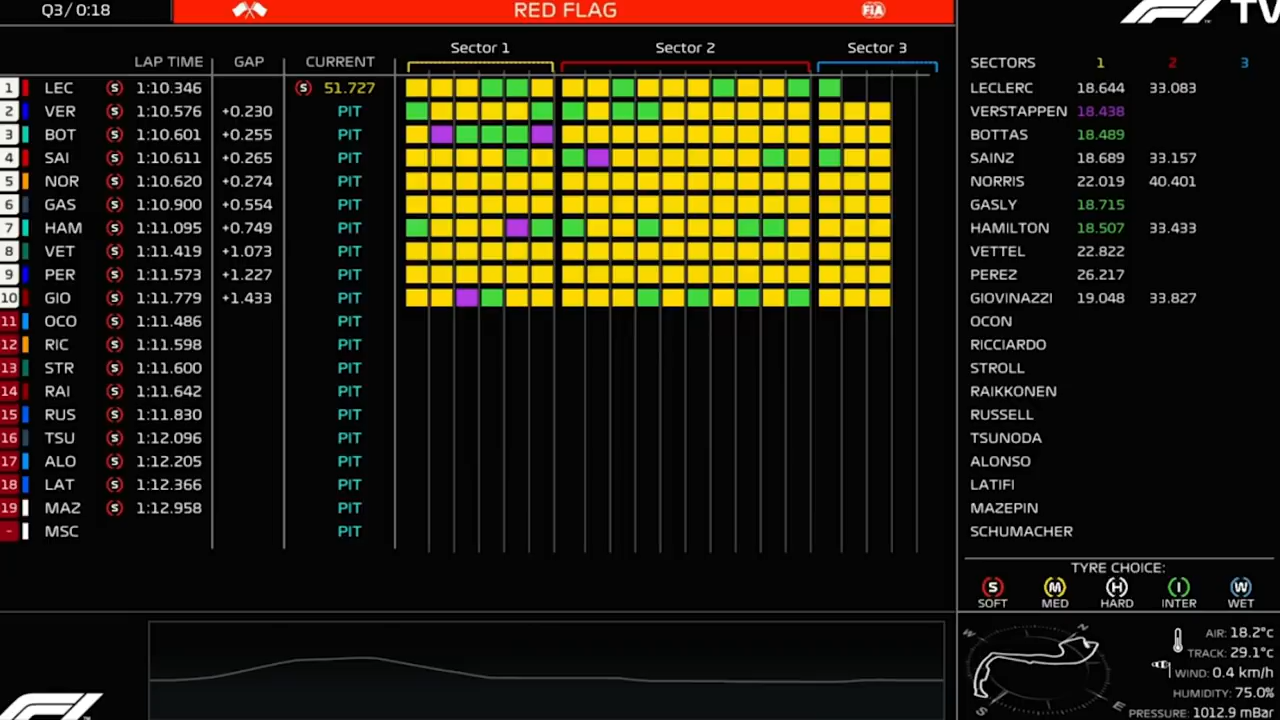 Q3/ 0:18 RED FLAG FIA F1 TV
Sector 1 Sector 2 Sector 3
LAP TIME GAP CURRENT SECTORS 1 2 3
1 LEC S 1:10.346 S 51.727 LECLERC 18.644 33.083
2 VER S 1:10.576 +0.230 PIT VERSTAPPEN 18.438
3 BOT S 1:10.601 +0.255 PIT BOTTAS 18.489
4 SAI S 1:10.611 +0.265 PIT SAINZ 18.689 33.157
5 NOR S 1:10.620 +0.274 PIT NORRIS 22.019 40.401
6 GAS S 1:10.900 +0.554 PIT GASLY 18.715
7 HAM S 1:11.095 +0.749 PIT HAMILTON 18.507 33.433
8 VET S 1:11.419 +1.073 PIT VETTEL 22.822
9 PER S 1:11.573 +1.227 PIT PEREZ 26.217
10 GIO S 1:11.779 +1.433 PIT GIOVINAZZI 19.048 33.827
11 OCO S 1:11.486 PIT OCON
12 RIC S 1:11.598 PIT RICCIARDO
13 STR S 1:11.600 PIT STROLL
14 RAI S 1:11.642 PIT RAIKKONEN
15 RUS S 1:11.830 PIT RUSSELL
16 TSU S 1:12.096 PIT TSUNODA
17 ALO S 1:12.205 PIT ALONSO
18 LAT S 1:12.366 PIT LATIFI
19 MAZ S 1:12.958 PIT MAZEPIN
- MSC PIT SCHUMACHER
TYRE CHOICE:
S M H I W
SOFT MED HARD INTER WET
W N S E
AIR: 18.2°c
TRACK: 29.1°c
WIND: 0.4 km/h
HUMIDITY: 75.0%
PRESSURE: 1012.9 mBar
F1